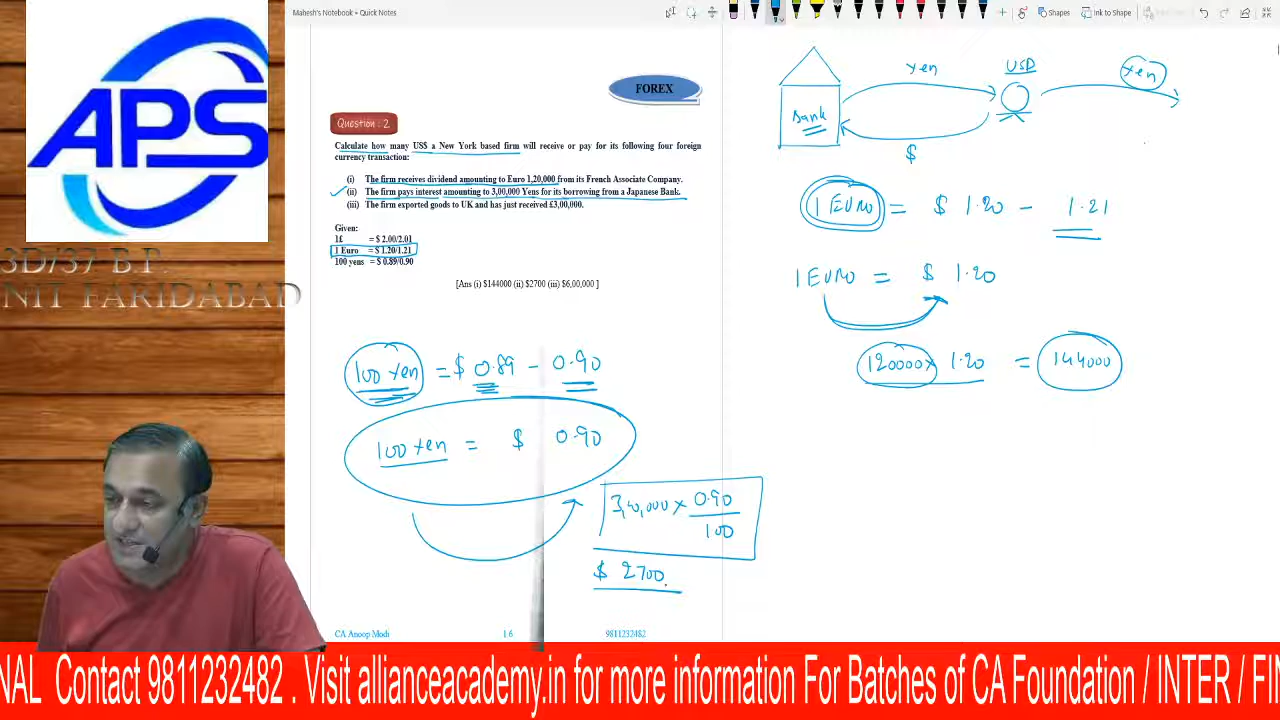 Mahesh's Notebook » Quick Notes
Shapes
Ink to Shape
APS
3D/37 B.P.
NIT FARIDABAD
FOREX
Question : 2
Calculate how many US$ a New York based firm will receive or pay for its following four foreign
currency transaction:
(i) The firm receives dividend amounting to Euro 1,20,000 from its French Associate Company.
(ii) The firm pays interest amounting to 3,00,000 Yens for its borrowing from a Japanese Bank.
(iii) The firm exported goods to UK and has just received £3,00,000.
Given:
1£ = $ 2.00/2.01
1 Euro = $ 1.20/1.21
100 yens = $ 0.89/0.90
[Ans (i) $144000 (ii) $2700 (iii) $6,00,000 ]
100 yen = $ 0.89 - 0.90
100 yen = $ 0.90
3,00,000 × 0.90
100
$ 2700.
CA Anoop Modi 1.6 9811232482
yen
USD
yen
Bank
$
1 EURO = $ 1.20 - 1.21
1 EURO = $ 1.20
120000 × 1.20 = 144000
NAL Contact 9811232482 . Visit allianceacademy.in for more information For Batches of CA Foundation / INTER / FIN